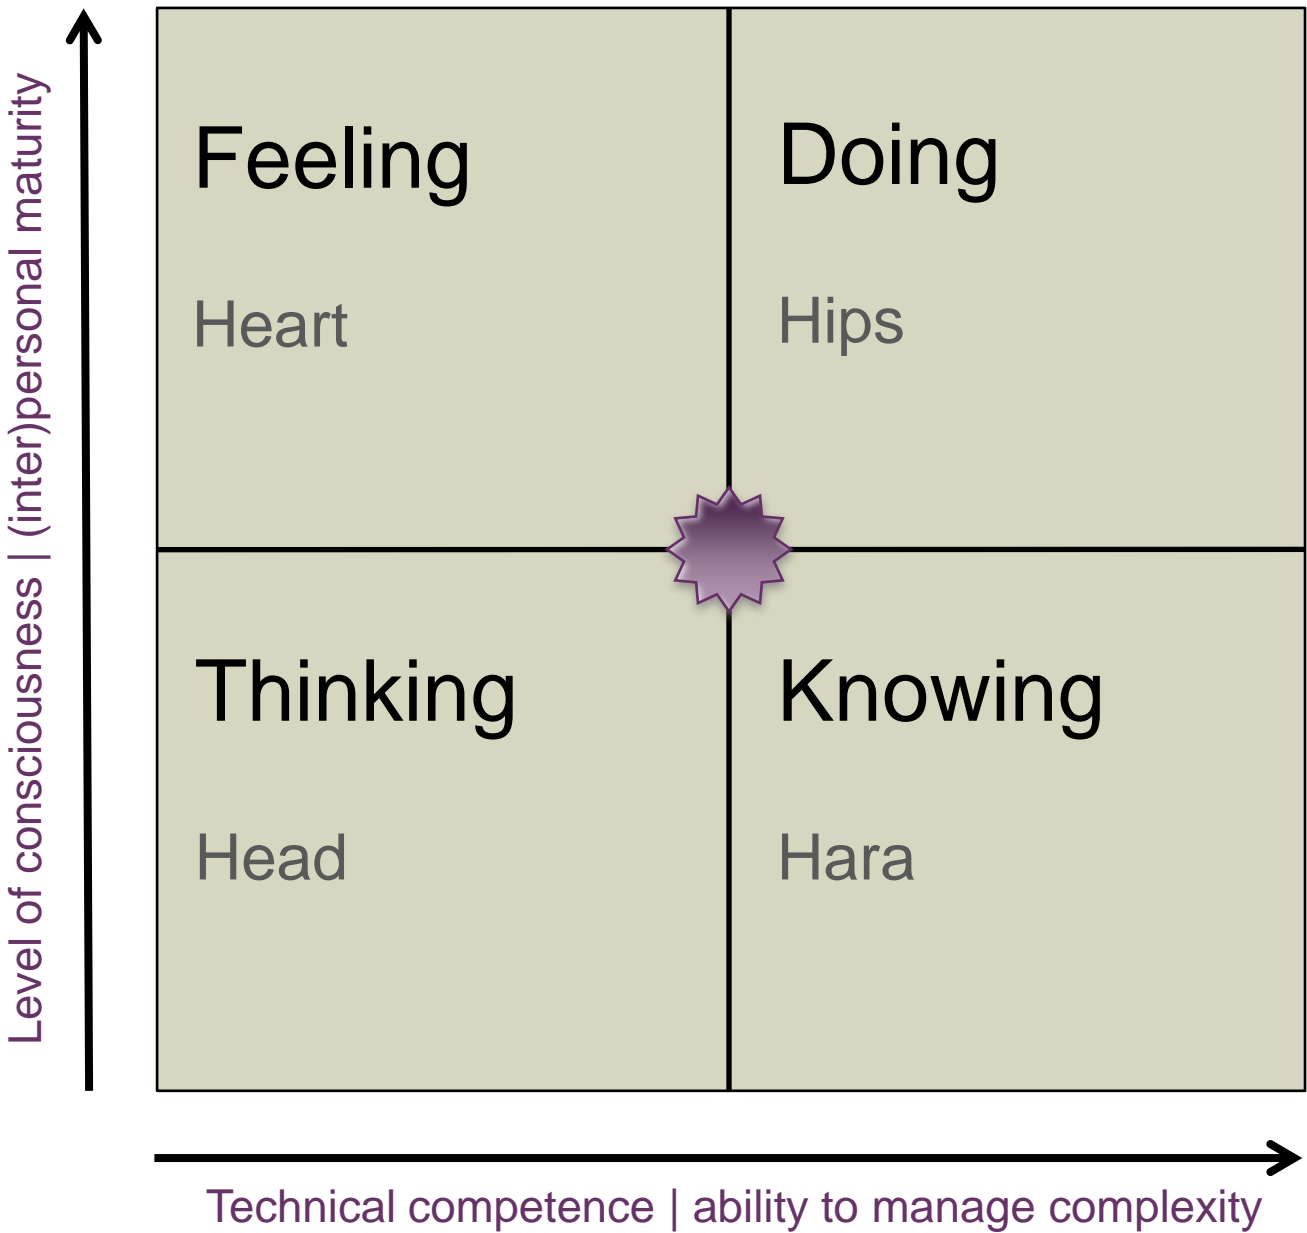 Level of consciousness | (inter)personal maturity
Feeling
Heart
Doing
Hips
Thinking
Head
Knowing
Hara
Technical competence | ability to manage complexity